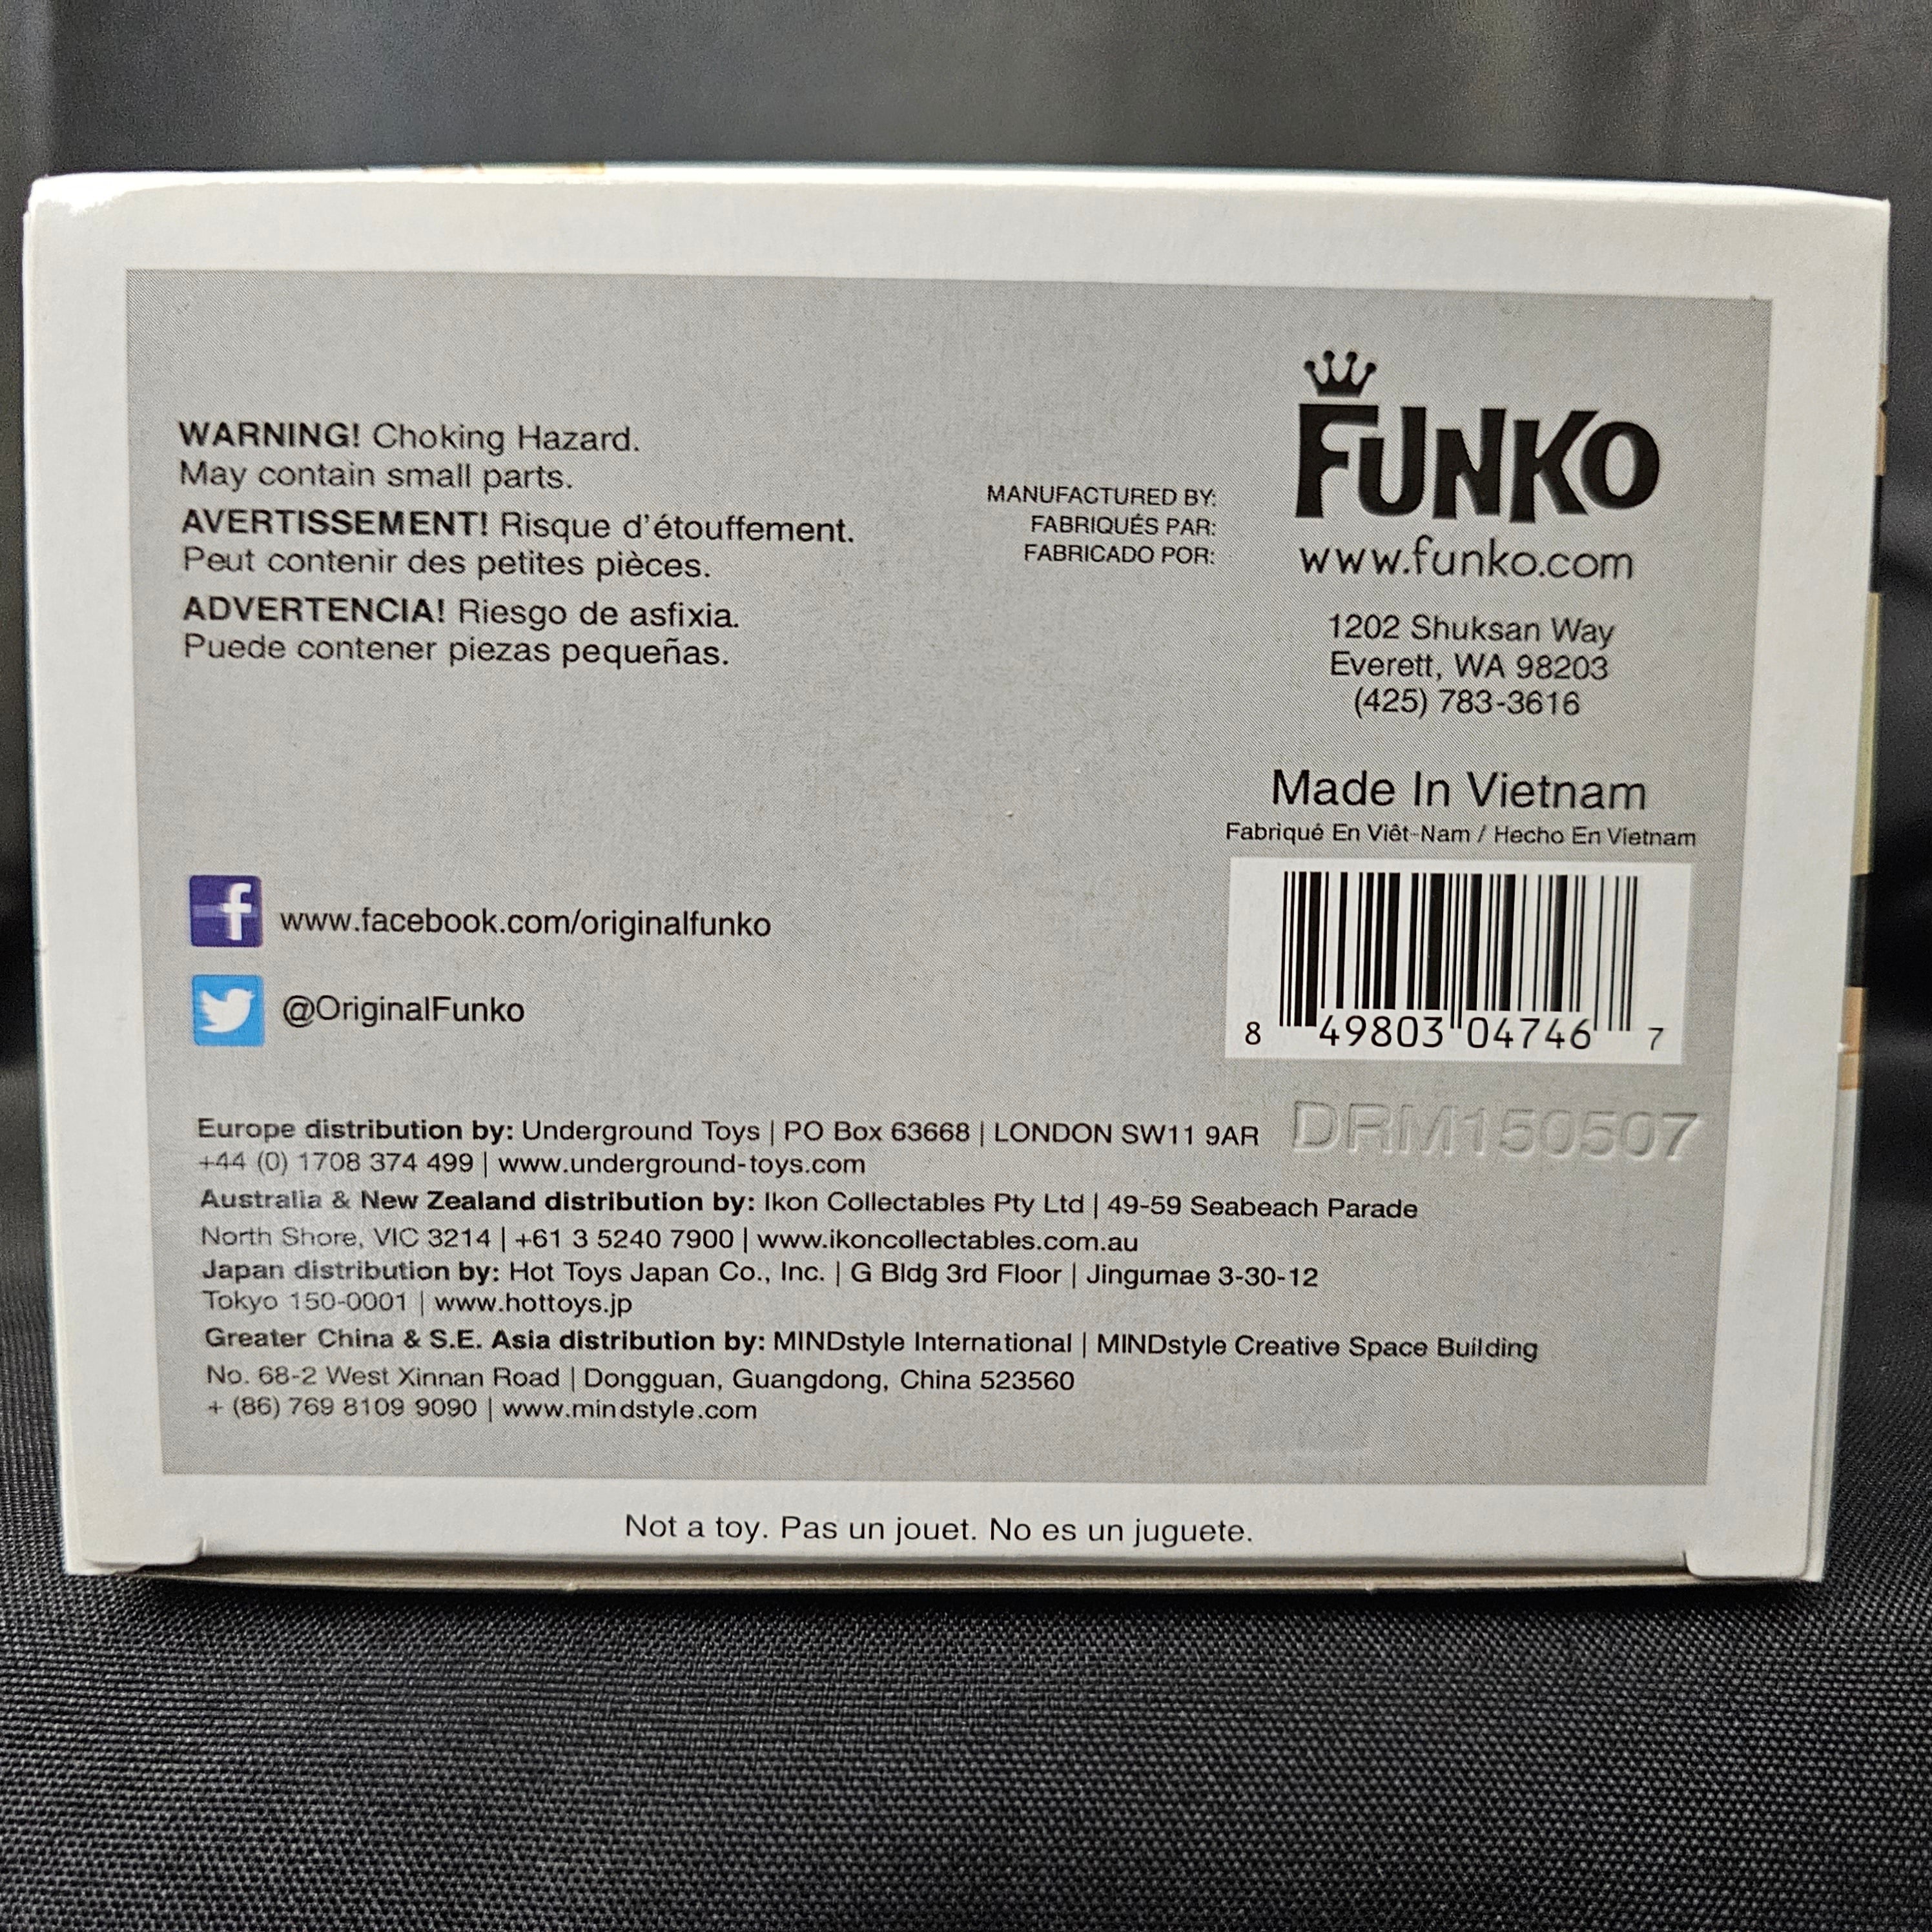 WARNING! Choking Hazard.
May contain small parts.
AVERTISSEMENT! Risque d'étouffement.
Peut contenir des petites pièces.
ADVERTENCIA! Riesgo de asfixia.
Puede contener piezas pequeñas.
MANUFACTURED BY:
FABRIQUÉS PAR:
FABRICADO POR:
FUNKO
www.funko.com
1202 Shuksan Way
Everett, WA 98203
(425) 783-3616
Made In Vietnam
Fabriqué En Viêt-Nam / Hecho En Vietnam
8 49803 04746 7
f www.facebook.com/originalfunko
@OriginalFunko
DRM150507
Europe distribution by: Underground Toys | PO Box 63668 | LONDON SW11 9AR
+44 (0) 1708 374 499 | www.underground-toys.com
Australia & New Zealand distribution by: Ikon Collectables Pty Ltd | 49-59 Seabeach Parade
North Shore, VIC 3214 | +61 3 5240 7900 | www.ikoncollectables.com.au
Japan distribution by: Hot Toys Japan Co., Inc. | G Bldg 3rd Floor | Jingumae 3-30-12
Tokyo 150-0001 | www.hottoys.jp
Greater China & S.E. Asia distribution by: MINDstyle International | MINDstyle Creative Space Building
No. 68-2 West Xinnan Road | Dongguan, Guangdong, China 523560
+ (86) 769 8109 9090 | www.mindstyle.com
Not a toy. Pas un jouet. No es un juguete.